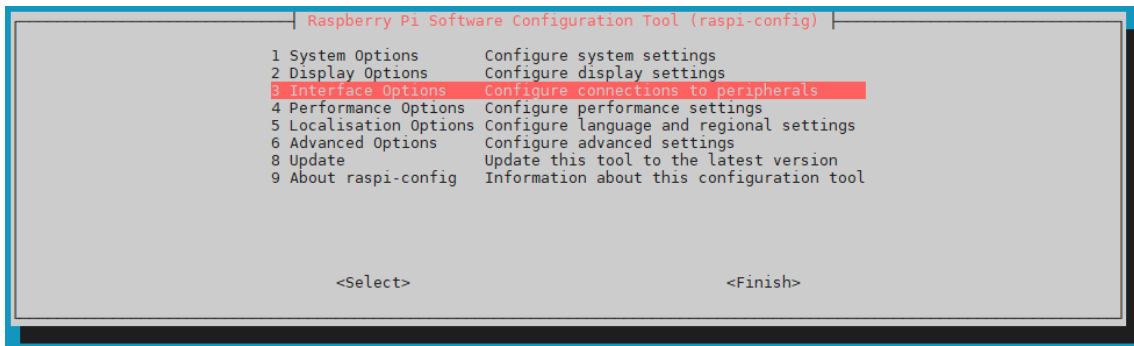 Raspberry Pi Software Configuration Tool (raspi-config)
1 System Options Configure system settings
2 Display Options Configure display settings
3 Interface Options Configure connections to peripherals
4 Performance Options Configure performance settings
5 Localisation Options Configure language and regional settings
6 Advanced Options Configure advanced settings
8 Update Update this tool to the latest version
9 About raspi-config Information about this configuration tool
<Select> <Finish>